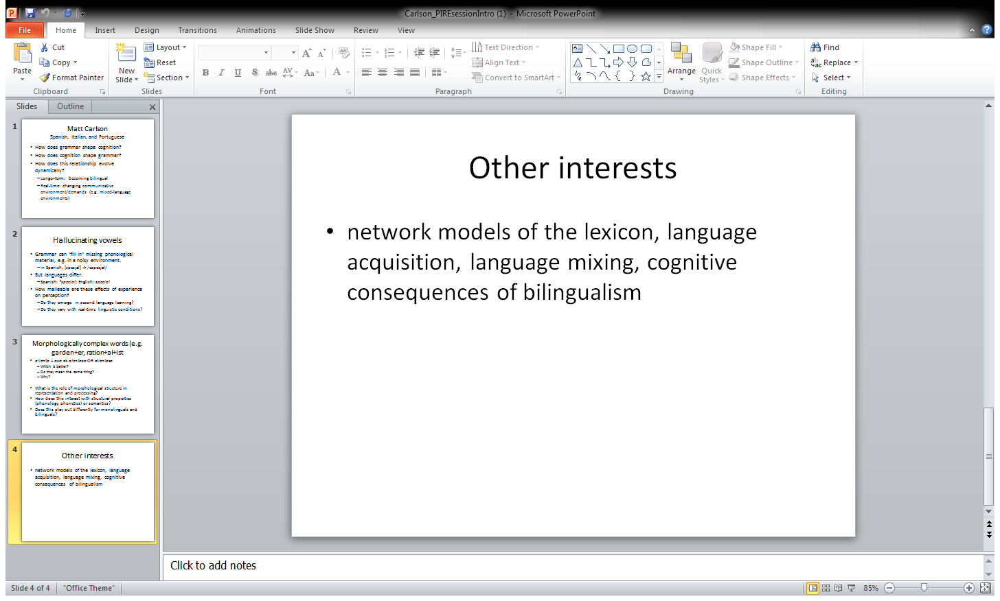 Carlson_PIREsessionIntro (1) - Microsoft PowerPoint
File Home Insert Design Transitions Animations Slide Show Review View
Paste
Cut
Copy
Format Painter
Clipboard
New Slide
Layout
Reset
Section
Slides
Font
Text Direction
Align Text
Convert to SmartArt
Paragraph
Arrange
Quick Styles
Shape Fill
Shape Outline
Shape Effects
Drawing
Find
Replace
Select
Editing
Slides Outline
1
Matt Carlson
Spanish, Italian, and Portuguese
• How does grammar shape cognition?
• How does cognition shape grammar?
• How does this relationship evolve
dynamically?
– Longer-term: becoming bilingual
– Real-time: changing communicative
environment/demands (e.g. mixed-language
environments)
2
Hallucinating vowels
• Grammar can "fill in" missing phonological
material, e.g. in a noisy environment.
– In Spanish, [spesjal] -> /espesjal/
• But languages differ:
– Spanish: *special; English: special
• How malleable are these effects of experience
on perception?
– Do they emerge in second language learning?
– Do they vary with real-time linguistic conditions?
3
Morphologically complex words (e.g.
garden+er, ration+al+ist
• aliento + oso => alentoso OR alientoso
– Which is better?
– Do they mean the same thing?
– Why?
• What is the role of morphological structure in
representation and processing?
• How does this interact with structural properties
(phonology, phonetics) or semantics?
• Does this play out differently for monolinguals and
bilinguals?
4
Other interests
• network models of the lexicon, language
acquisition, language mixing, cognitive
consequences of bilingualism
Other interests
• network models of the lexicon, language
acquisition, language mixing, cognitive
consequences of bilingualism
Click to add notes
Slide 4 of 4 "Office Theme" 85%